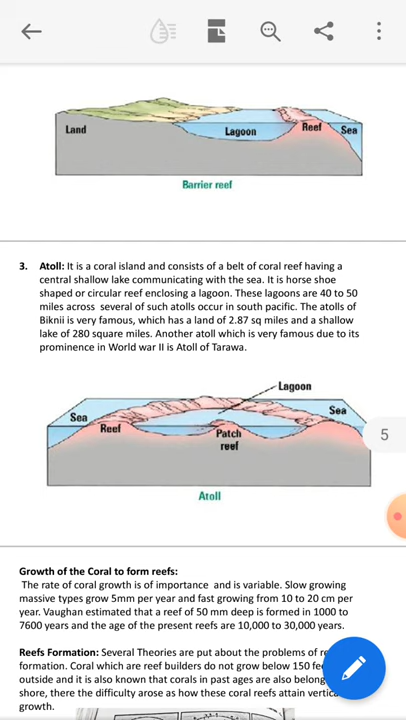 Land
Lagoon
Reef
Sea
Barrier reef
3. Atoll: It is a coral island and consists of a belt of coral reef having a
central shallow lake communicating with the sea. It is horse shoe
shaped or circular reef enclosing a lagoon. These lagoons are 40 to 50
miles across several of such atolls occur in south pacific. The atolls of
Biknii is very famous, which has a land of 2.87 sq miles and a shallow
lake of 280 square miles. Another atoll which is very famous due to its
prominence in World war II is Atoll of Tarawa.
Lagoon
Sea
Sea
Reef
Patch
reef
5
Atoll
Growth of the Coral to form reefs:
The rate of coral growth is of importance and is variable. Slow growing
massive types grow 5mm per year and fast growing from 10 to 20 cm per
year. Vaughan estimated that a reef of 50 mm deep is formed in 1000 to
7600 years and the age of the present reefs are 10,000 to 30,000 years.
Reefs Formation: Several Theories are put about the problems of
formation. Coral which are reef builders do not grow below 150
outside and it is also known that corals in past ages are also
shore, there the difficulty arose as how these coral reefs attain
growth.